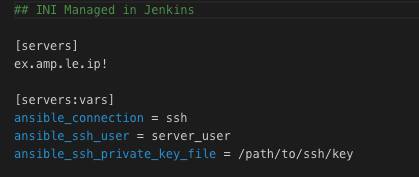 ## INI Managed in Jenkins
[servers]
ex.amp.le.ip!
[servers:vars]
ansible_connection = ssh
ansible_ssh_user = server_user
ansible_ssh_private_key_file = /path/to/ssh/key